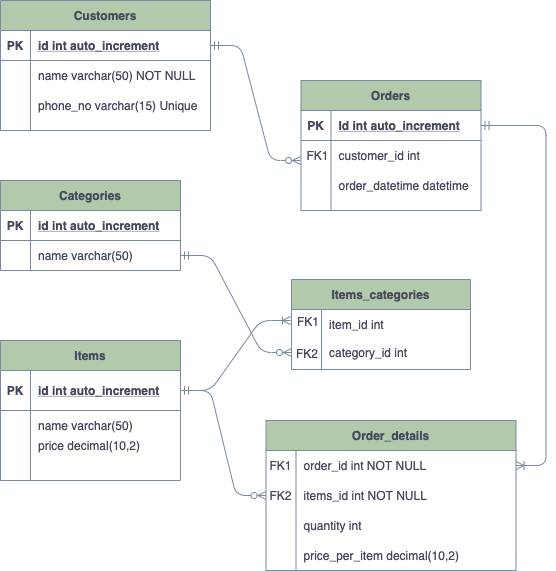 Customers
PK id int auto_increment
name varchar(50) NOT NULL
phone_no varchar(15) Unique
Orders
PK Id int auto_increment
FK1 customer_id int
order_datetime datetime
Categories
PK id int auto_increment
name varchar(50)
Items_categories
FK1 item_id int
FK2 category_id int
Items
PK id int auto_increment
name varchar(50)
price decimal(10,2)
Order_details
FK1 order_id int NOT NULL
FK2 items_id int NOT NULL
quantity int
price_per_item decimal(10,2)